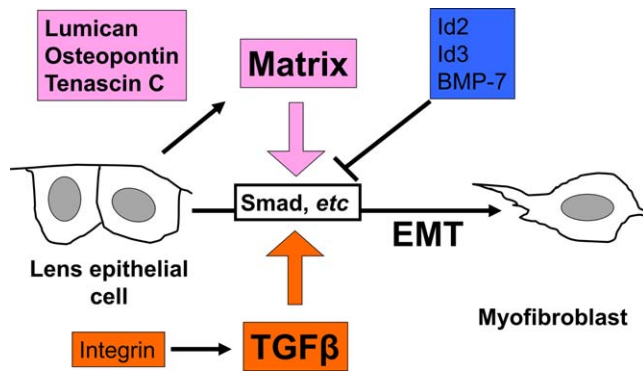 Lumican
Osteopontin
Tenascin C
Matrix
Id2
Id3
BMP-7
Smad, etc
EMT
Lens epithelial
cell
Myofibroblast
Integrin
TGFβ